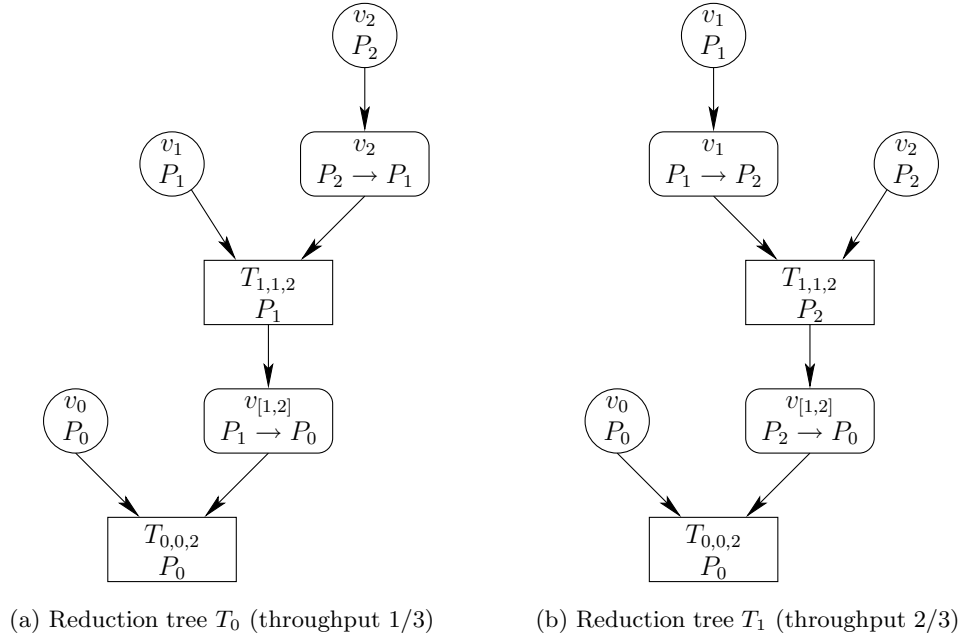 v₂
P₂
v₁
P₁
v₂
P₂ → P₁
T₁,₁,₂
P₁
v₀
P₀
v[1,2]
P₁ → P₀
T₀,₀,₂
P₀
(a) Reduction tree T₀ (throughput 1/3)
v₁
P₁
v₁
P₁ → P₂
v₂
P₂
T₁,₁,₂
P₂
v₀
P₀
v[1,2]
P₂ → P₀
T₀,₀,₂
P₀
(b) Reduction tree T₁ (throughput 2/3)